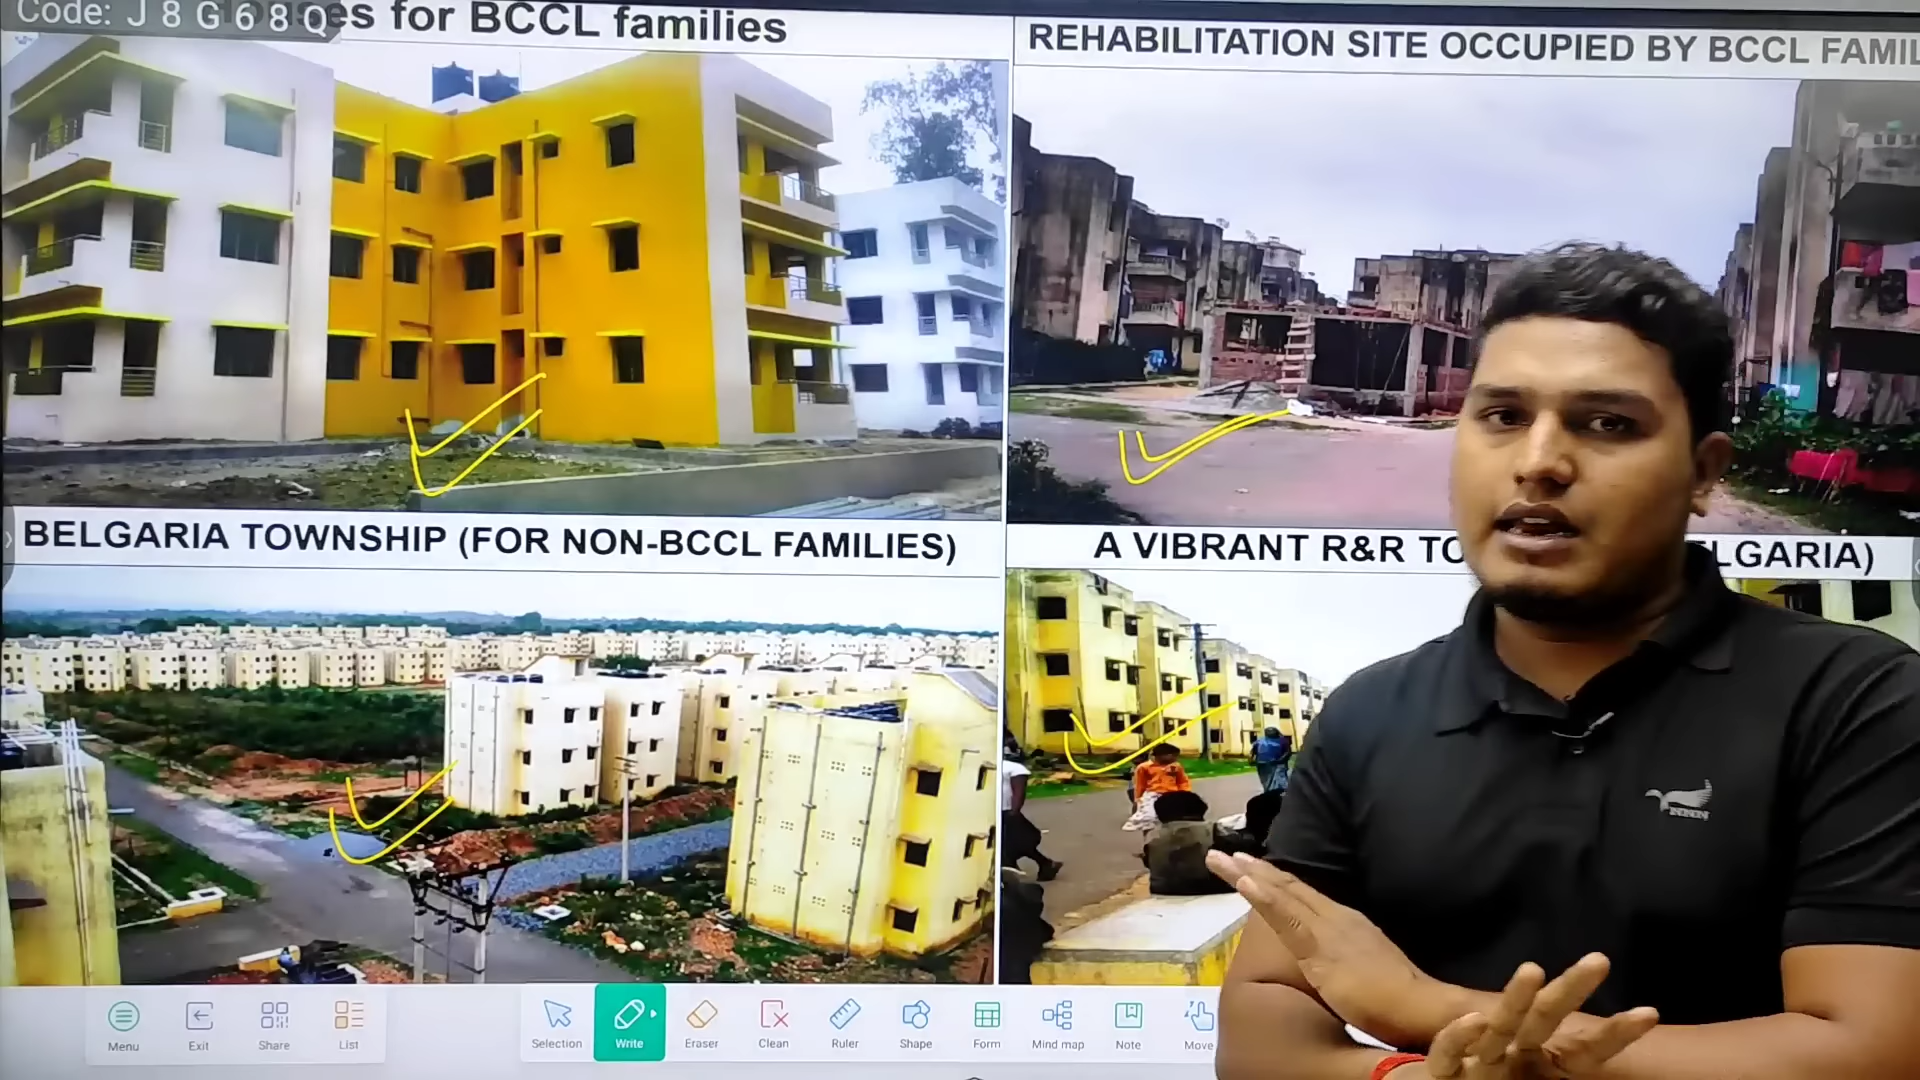 Code: J 8 G 6 8 Q
es for BCCL families
REHABILITATION SITE OCCUPIED BY BCCL FAMIL
BELGARIA TOWNSHIP (FOR NON-BCCL FAMILIES)
A VIBRANT R&R TO LGARIA)
Menu
Exit
Share
List
Selection
Write
Eraser
Clean
Ruler
Shape
Form
Mind map
Note
Move